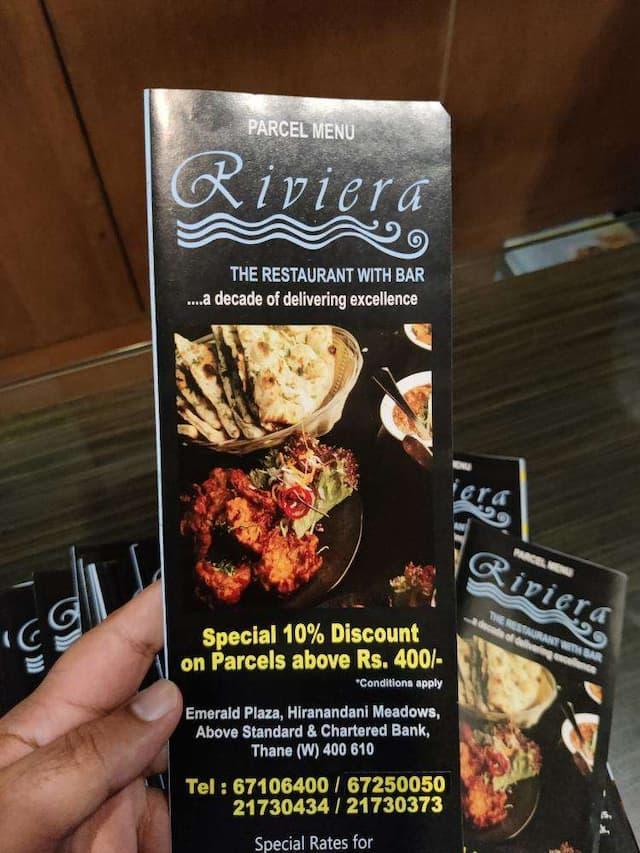 PARCEL MENU
Riviera
THE RESTAURANT WITH BAR
....a decade of delivering excellence
Special 10% Discount
on Parcels above Rs. 400/-
*Conditions apply
Emerald Plaza, Hiranandani Meadows,
Above Standard & Chartered Bank,
Thane (W) 400 610
Tel : 67106400 / 67250050
21730434 / 21730373
Special Rates for
PARCEL MENU
Riviera
THE RESTAURANT WITH BAR
....a decade of delivering excellence